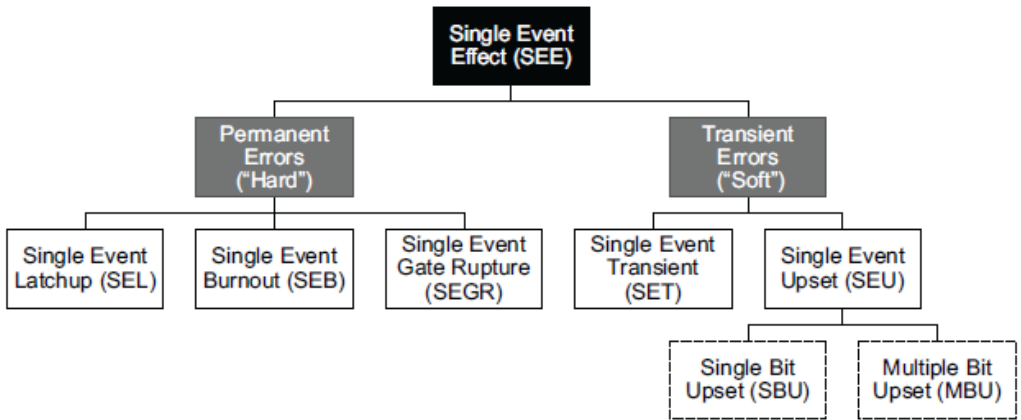 Single Event
Effect (SEE)
Permanent
Errors
(“Hard”)
Transient
Errors
(“Soft”)
Single Event
Latchup (SEL)
Single Event
Burnout (SEB)
Single Event
Gate Rupture
(SEGR)
Single Event
Transient
(SET)
Single Event
Upset (SEU)
Single Bit
Upset (SBU)
Multiple Bit
Upset (MBU)